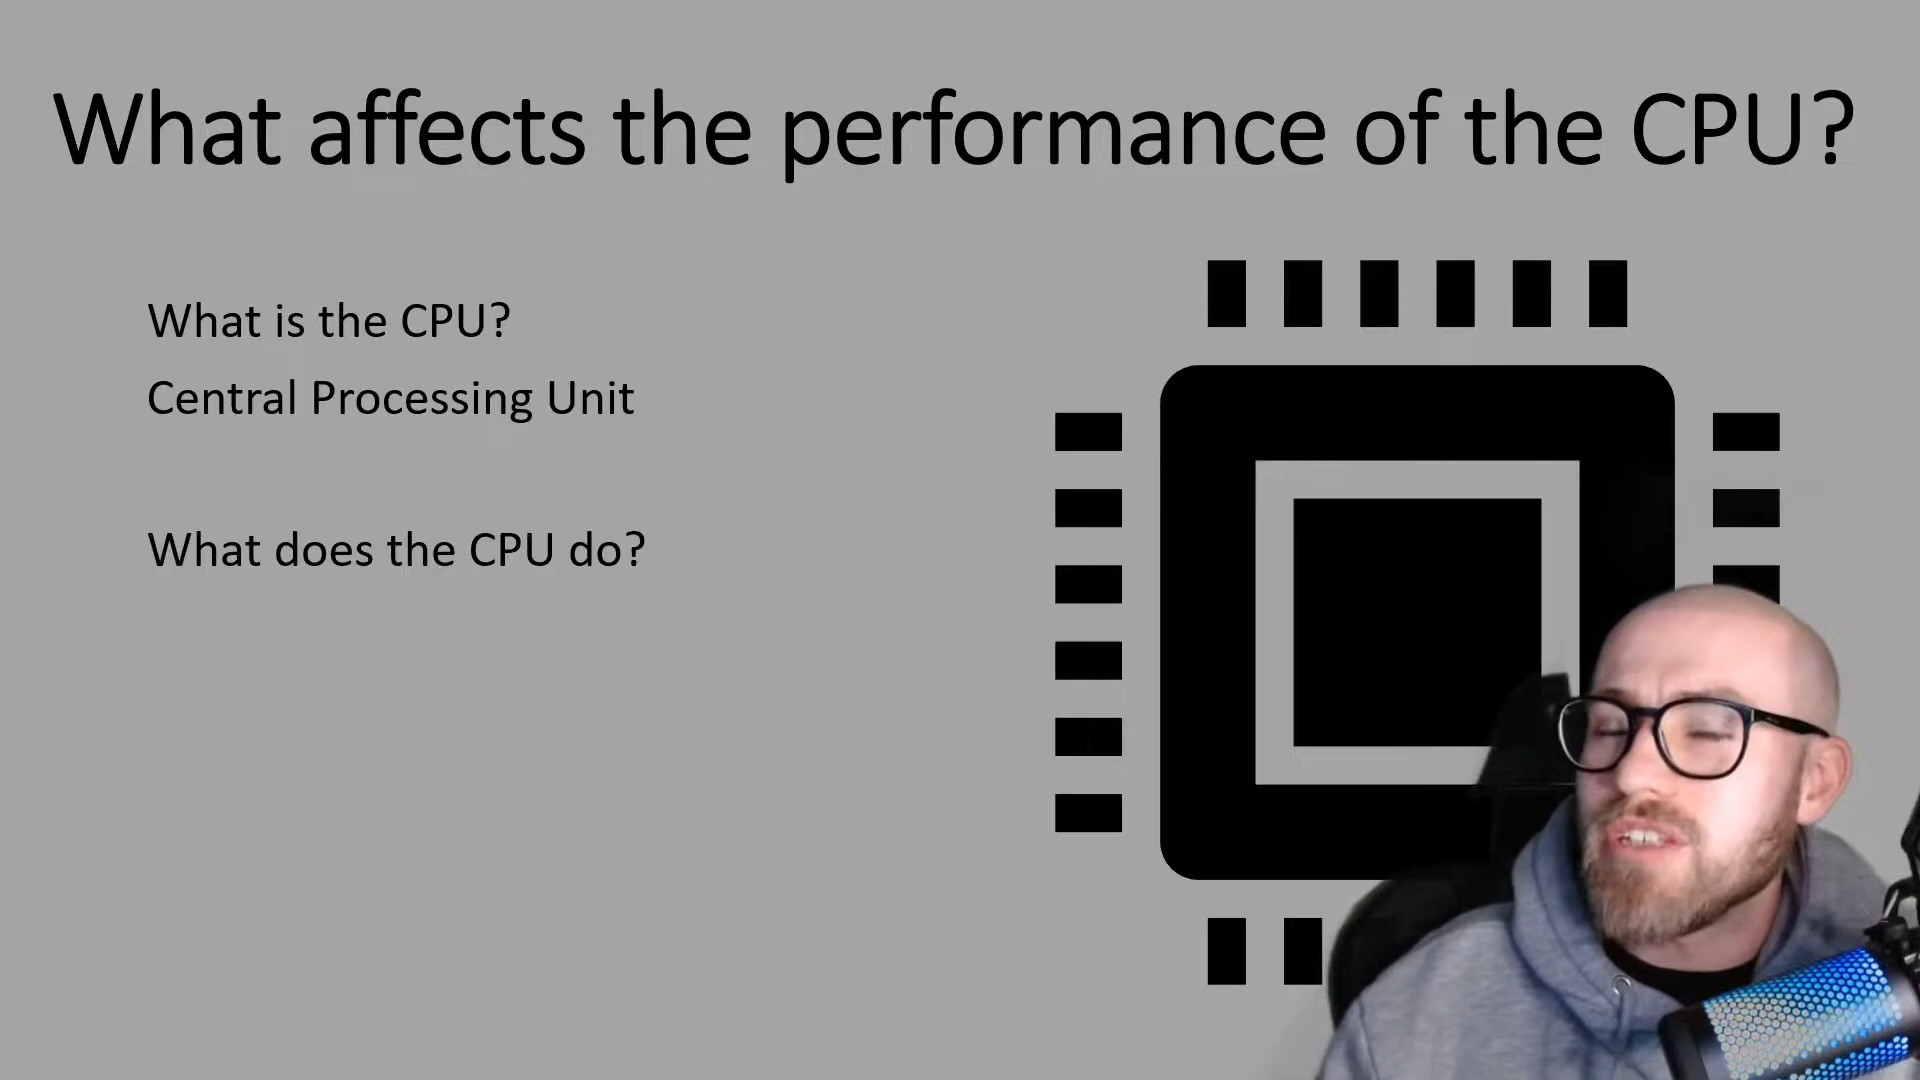 What affects the performance of the CPU?
What is the CPU?
Central Processing Unit
What does the CPU do?